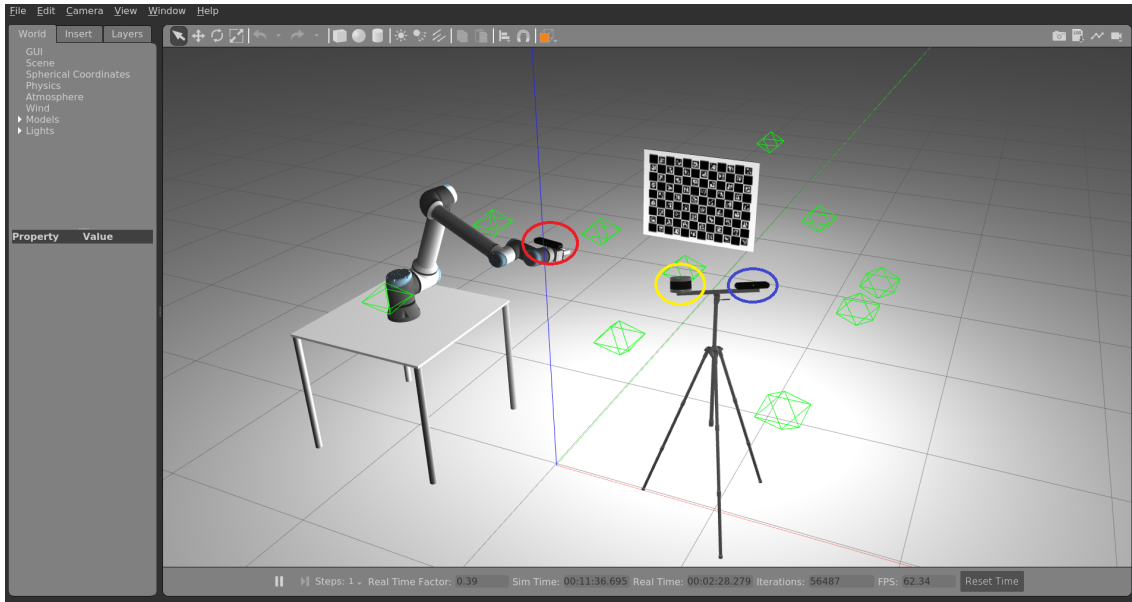 File Edit Camera View Window Help
World Insert Layers
GUI
Scene
Spherical Coordinates
Physics
Atmosphere
Wind
Models
Lights
Property Value
Steps: 1 Real Time Factor: 0.39 Sim Time: 00:11:36.695 Real Time: 00:02:28.279 Iterations: 56487 FPS: 62.34 Reset Time